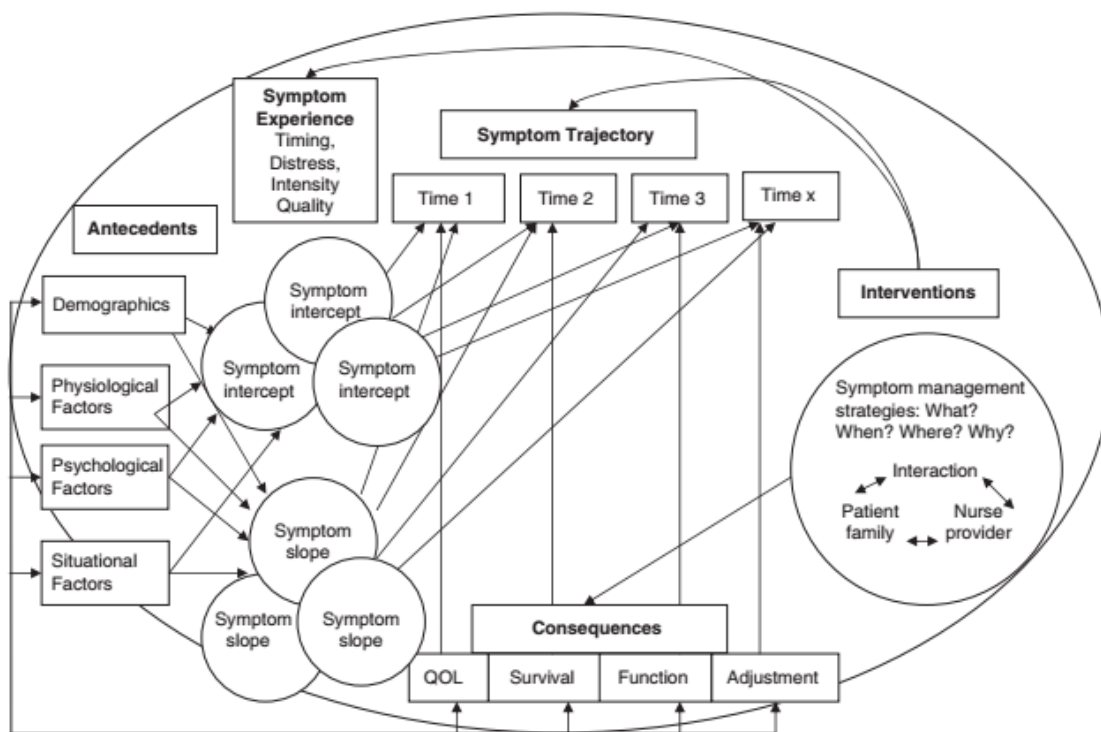 Symptom
Experience
Timing,
Distress,
Intensity
Quality
Symptom Trajectory
Time 1
Time 2
Time 3
Time x
Antecedents
Demographics
Physiological
Factors
Psychological
Factors
Situational
Factors
Symptom
intercept
Symptom
intercept
Symptom
intercept
Symptom
slope
Symptom
slope
Symptom
slope
Interventions
Symptom management
strategies: What?
When? Where? Why?
Interaction
Patient
family
Nurse
provider
Consequences
QOL
Survival
Function
Adjustment